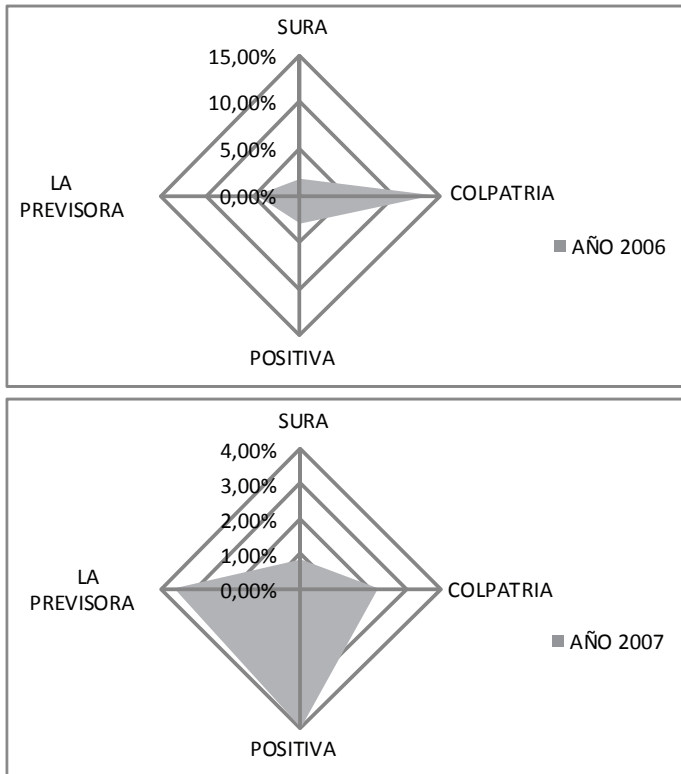 SURA
15,00%
10,00%
5,00%
0,00%
LA
PREVISORA
COLPATRIA
AÑO 2006
POSITIVA
SURA
4,00%
3,00%
2,00%
1,00%
0,00%
LA
PREVISORA
COLPATRIA
AÑO 2007
POSITIVA